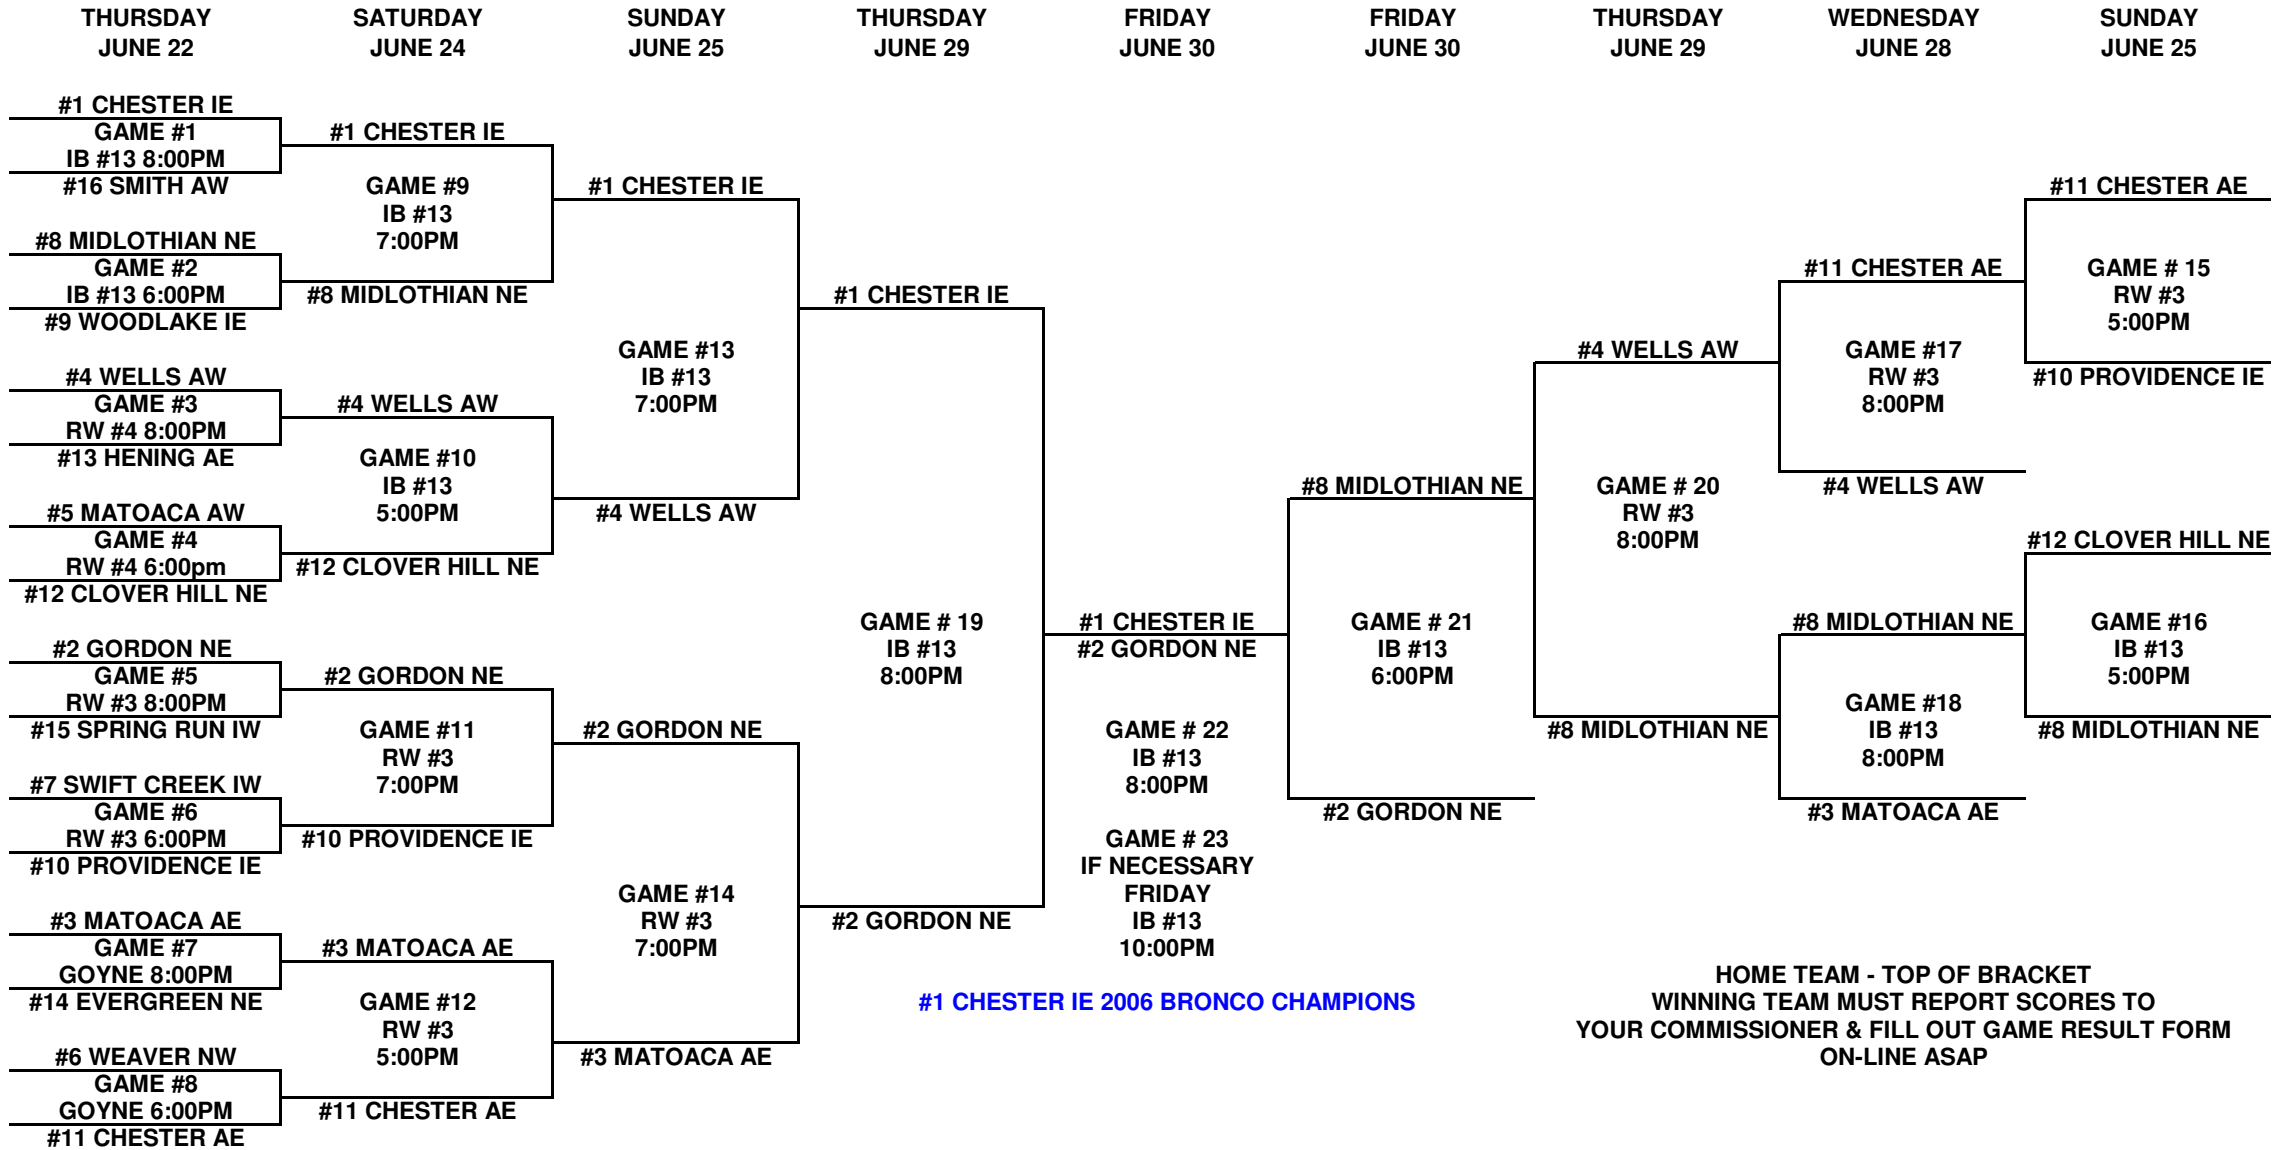 THURSDAY
JUNE 22
SATURDAY
JUNE 24
SUNDAY
JUNE 25
THURSDAY
JUNE 29
FRIDAY
JUNE 30
FRIDAY
JUNE 30
THURSDAY
JUNE 29
WEDNESDAY
JUNE 28
SUNDAY
JUNE 25
#1 CHESTER IE
GAME #1
IB #13 8:00PM
#16 SMITH AW
#8 MIDLOTHIAN NE
GAME #2
IB #13 6:00PM
#9 WOODLAKE IE
#4 WELLS AW
GAME #3
RW #4 8:00PM
#13 HENING AE
#5 MATOACA AW
GAME #4
RW #4 6:00pm
#12 CLOVER HILL NE
#2 GORDON NE
GAME #5
RW #3 8:00PM
#15 SPRING RUN IW
#7 SWIFT CREEK IW
GAME #6
RW #3 6:00PM
#10 PROVIDENCE IE
#3 MATOACA AE
GAME #7
GOYNE 8:00PM
#14 EVERGREEN NE
#6 WEAVER NW
GAME #8
GOYNE 6:00PM
#11 CHESTER AE
#1 CHESTER IE
GAME #9
IB #13
7:00PM
#8 MIDLOTHIAN NE
#4 WELLS AW
GAME #10
IB #13
5:00PM
#12 CLOVER HILL NE
#2 GORDON NE
GAME #11
RW #3
7:00PM
#10 PROVIDENCE IE
#3 MATOACA AE
GAME #12
RW #3
5:00PM
#11 CHESTER AE
#1 CHESTER IE
GAME #13
IB #13
7:00PM
#4 WELLS AW
#2 GORDON NE
GAME #14
RW #3
7:00PM
#3 MATOACA AE
#1 CHESTER IE
GAME # 19
IB #13
8:00PM
#2 GORDON NE
#1 CHESTER IE
#2 GORDON NE
GAME # 22
IB #13
8:00PM
GAME # 23
IF NECESSARY
FRIDAY
IB #13
10:00PM
#1 CHESTER IE 2006 BRONCO CHAMPIONS
#8 MIDLOTHIAN NE
GAME # 21
IB #13
6:00PM
#2 GORDON NE
#4 WELLS AW
GAME # 20
RW #3
8:00PM
#8 MIDLOTHIAN NE
#11 CHESTER AE
GAME #17
RW #3
8:00PM
#4 WELLS AW
#8 MIDLOTHIAN NE
GAME #18
IB #13
8:00PM
#3 MATOACA AE
#11 CHESTER AE
GAME # 15
RW #3
5:00PM
#10 PROVIDENCE IE
#12 CLOVER HILL NE
GAME #16
IB #13
5:00PM
#8 MIDLOTHIAN NE
HOME TEAM - TOP OF BRACKET
WINNING TEAM MUST REPORT SCORES TO
YOUR COMMISSIONER & FILL OUT GAME RESULT FORM
ON-LINE ASAP